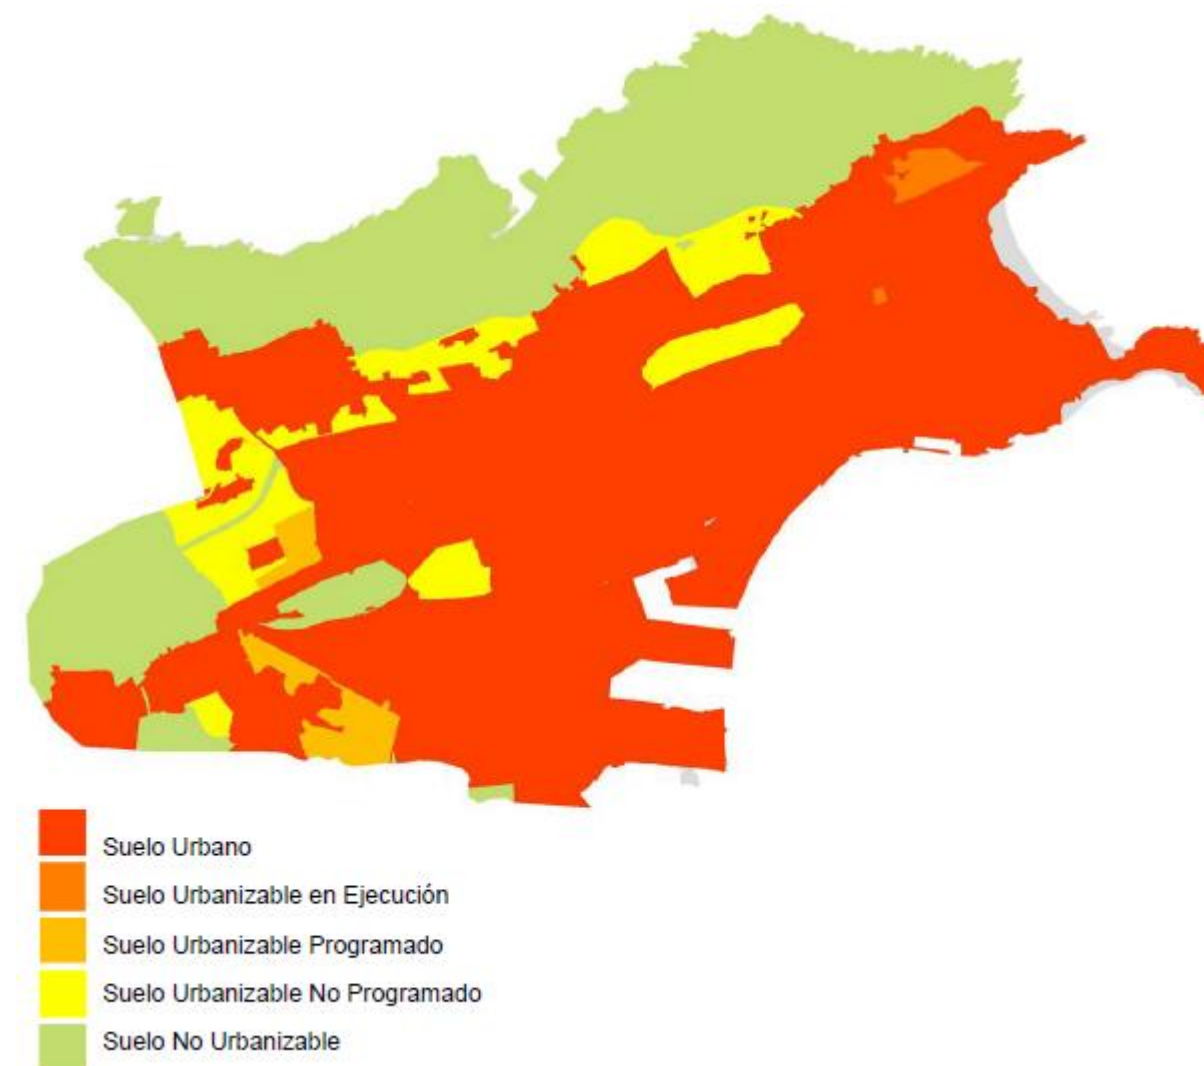 Suelo Urbano
Suelo Urbanizable en Ejecución
Suelo Urbanizable Programado
Suelo Urbanizable No Programado
Suelo No Urbanizable